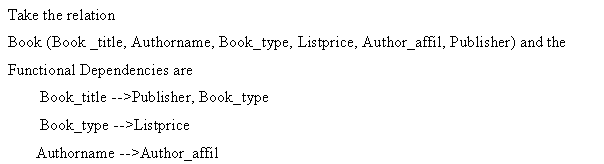 Take the relation
Book (Book _title, Authorname, Book_type, Listprice, Author_affil, Publisher) and the
Functional Dependencies are
Book_title -->Publisher, Book_type
Book_type -->Listprice
Authorname -->Author_affil